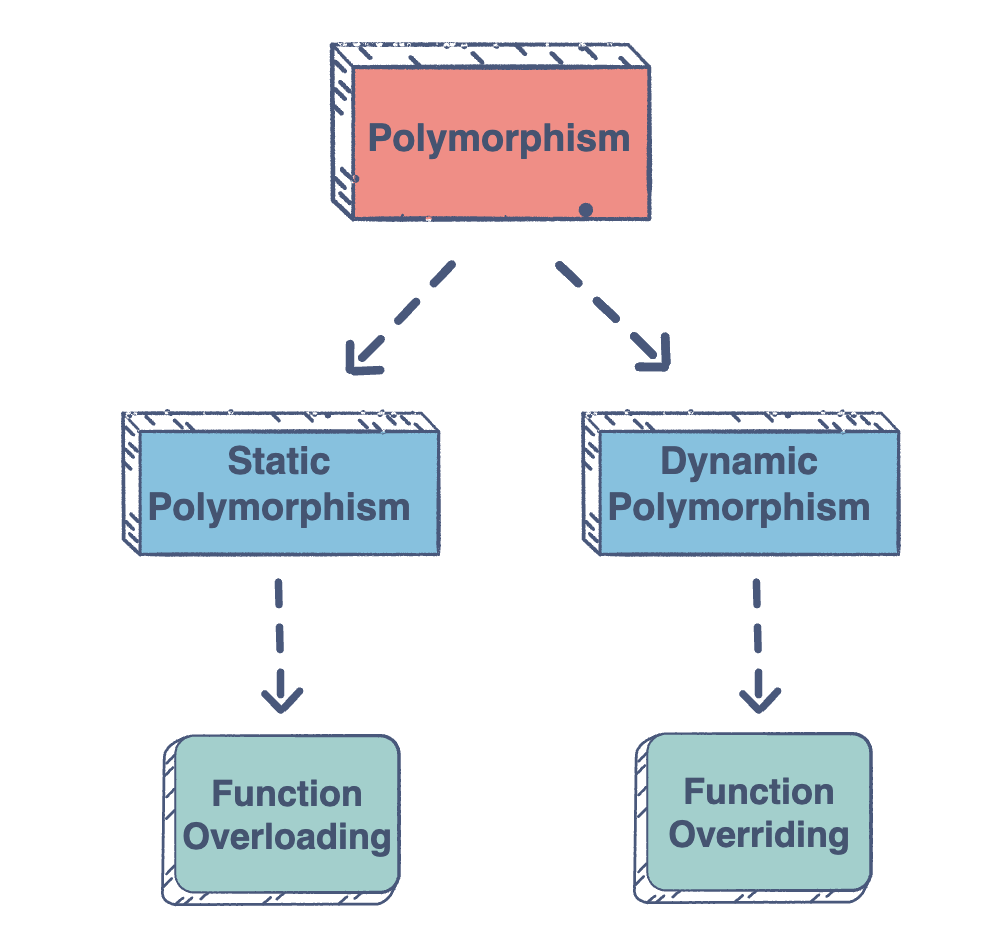 Polymorphism
Static
Polymorphism
Dynamic
Polymorphism
Function
Overloading
Function
Overriding